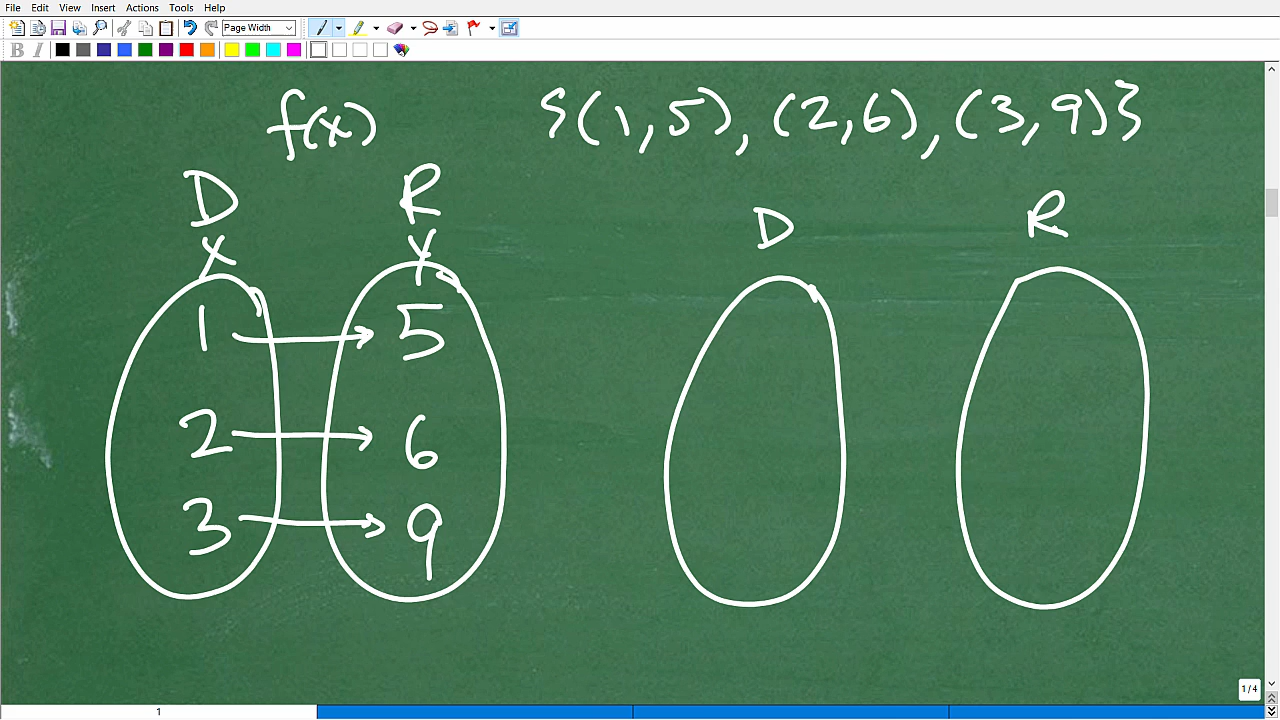 File Edit View Insert Actions Tools Help
Page Width
B I
f(x) {(1,5), (2,6), (3,9)}
D R D R
X Y
1 5
2 6
3 9
1/4
1